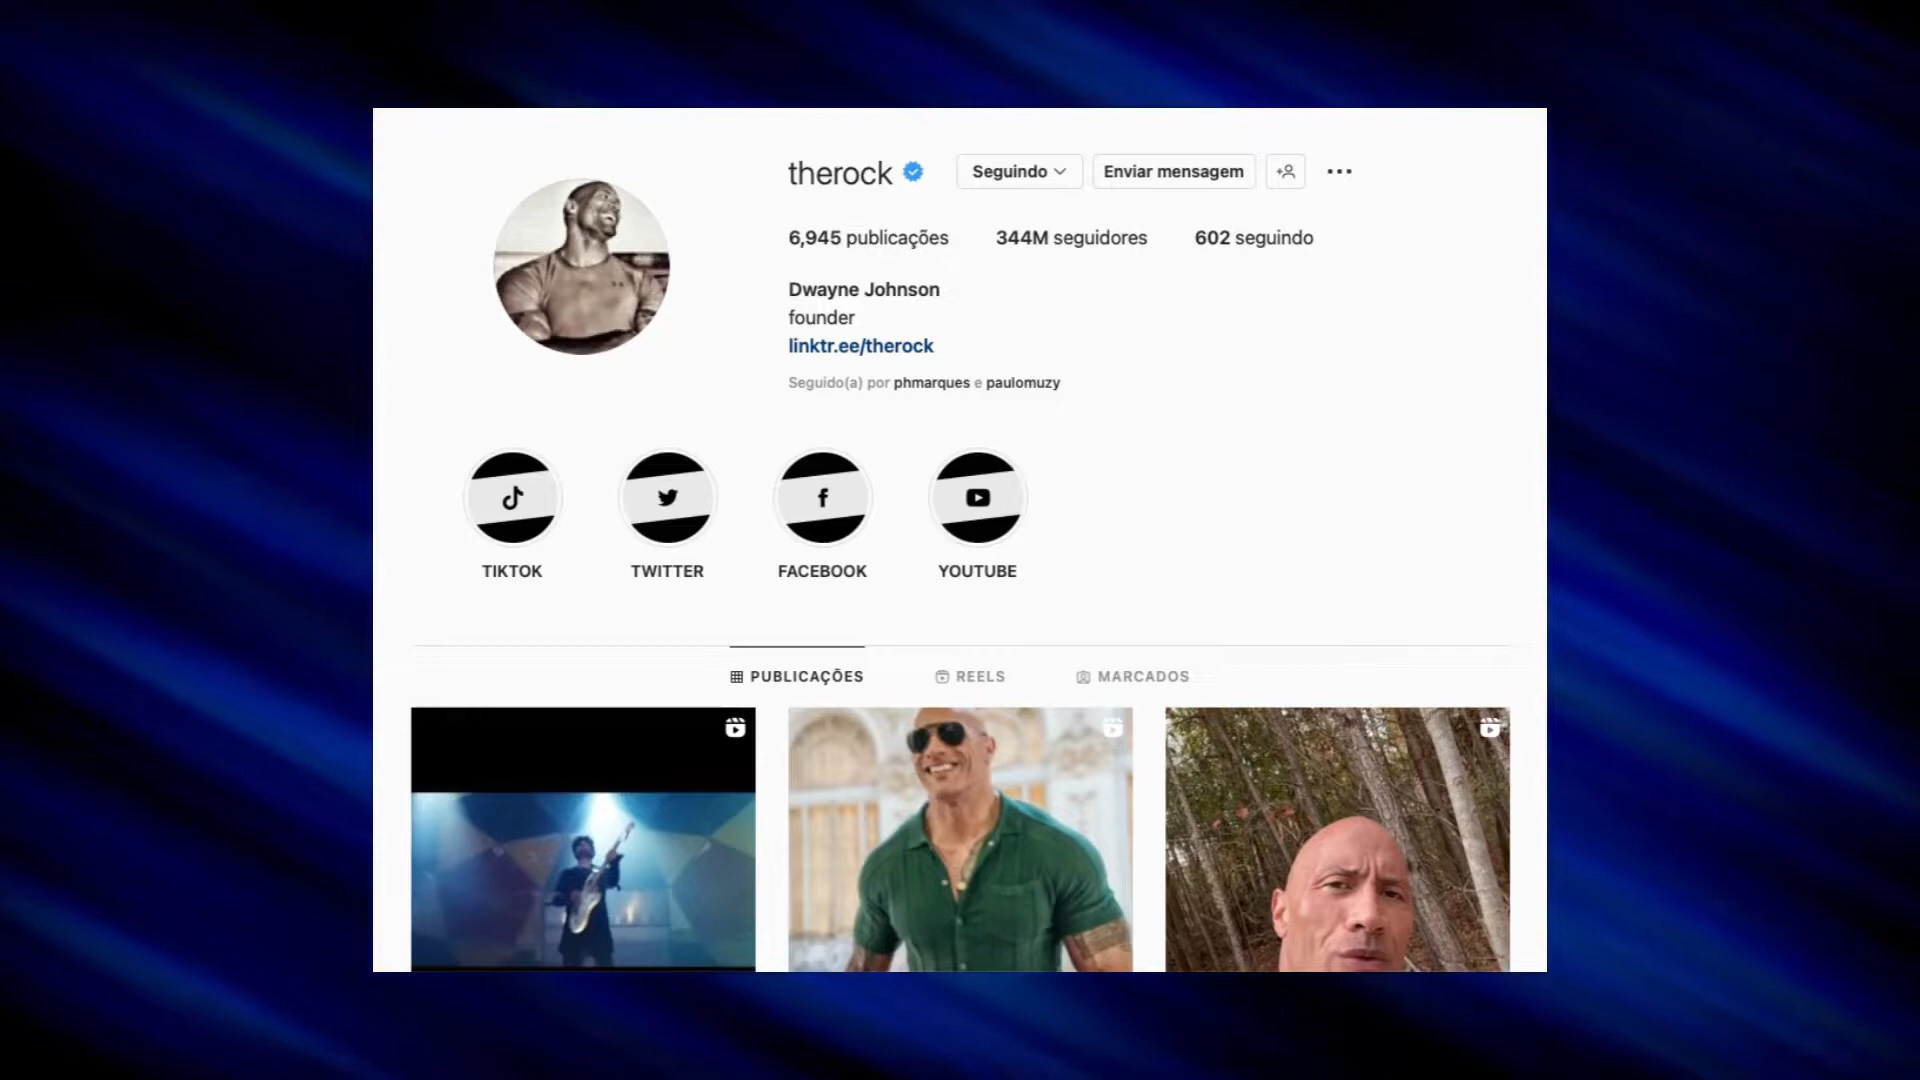 therock Seguindo Enviar mensagem
6,945 publicações 344M seguidores 602 seguindo
Dwayne Johnson
founder
linktr.ee/therock
Seguido(a) por phmarques e paulomuzy
TIKTOK TWITTER FACEBOOK YOUTUBE
PUBLICAÇÕES REELS MARCADOS